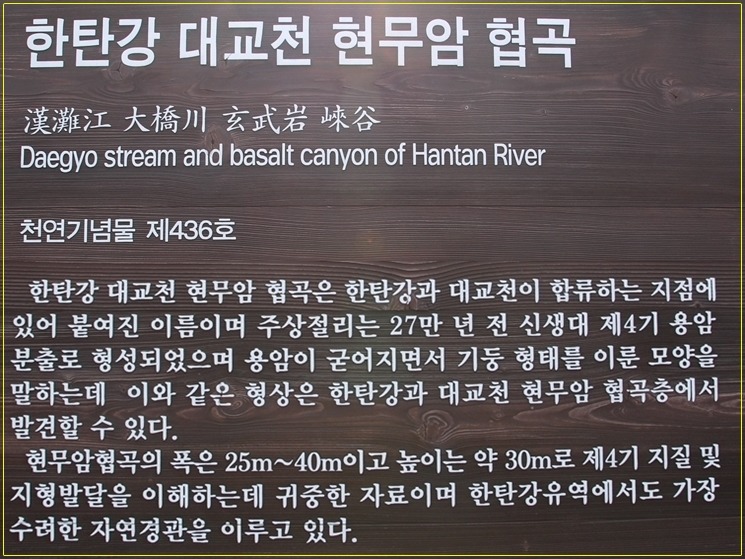 한탄강 대교천 현무암 협곡
漢灘江 大橋川 玄武岩 峽谷
Daegyo stream and basalt canyon of Hantan River
천연기념물 제436호
한탄강 대교천 현무암 협곡은 한탄강과 대교천이 합류하는 지점에
있어 붙여진 이름이며 주상절리는 27만 년 전 신생대 제4기 용암
분출로 형성되었으며 용암이 굳어지면서 기둥 형태를 이룬 모양을
말하는데 이와 같은 형상은 한탄강과 대교천 현무암 협곡층에서
발견할 수 있다.
현무암협곡의 폭은 25m~40m이고 높이는 약 30m로 제4기 지질 및
지형발달을 이해하는데 귀중한 자료이며 한탄강유역에서도 가장
수려한 자연경관을 이루고 있다.